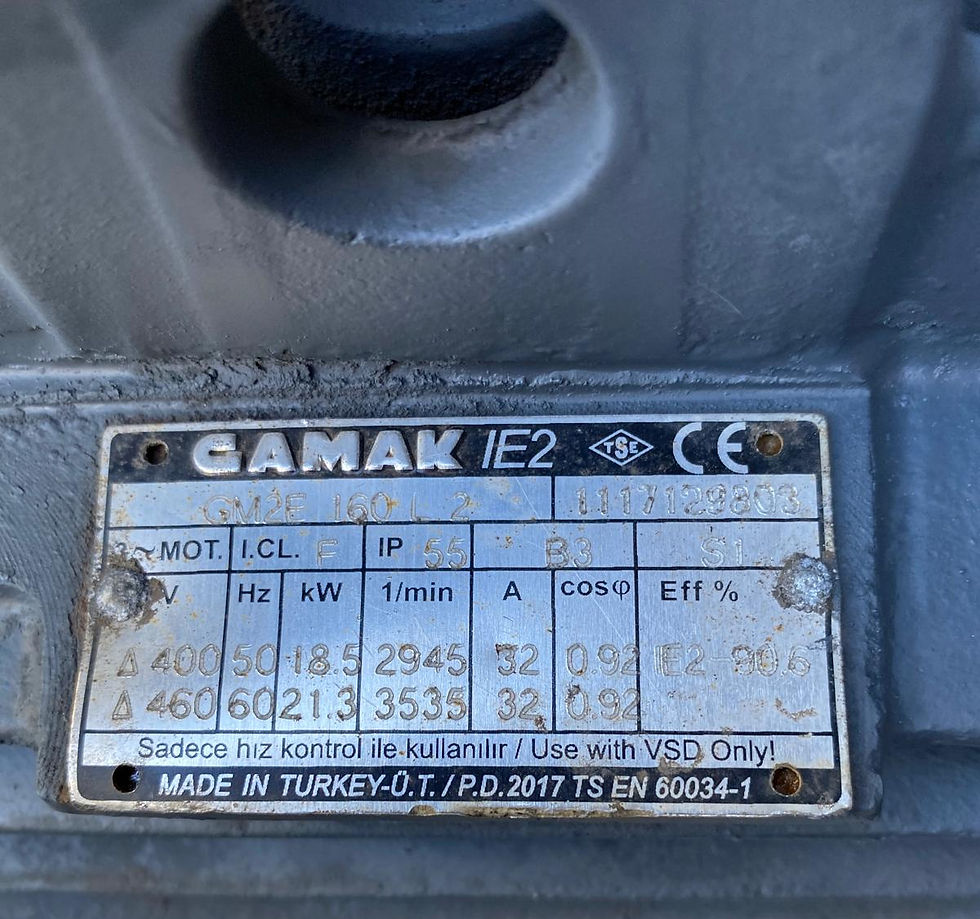 GAMAK IE2 TSE CE
GM2E 160 L 2 1117129803
3~MOT. I.CL. F IP 55 B3 S1
V Hz kW 1/min A cosφ Eff %
Δ 400 50 18.5 2945 32 0.92 IE2-90.6
Δ 460 60 21.3 3535 32 0.92
Sadece hız kontrol ile kullanılır / Use with VSD Only!
MADE IN TURKEY-Ü.T. / P.D.2017 TS EN 60034-1